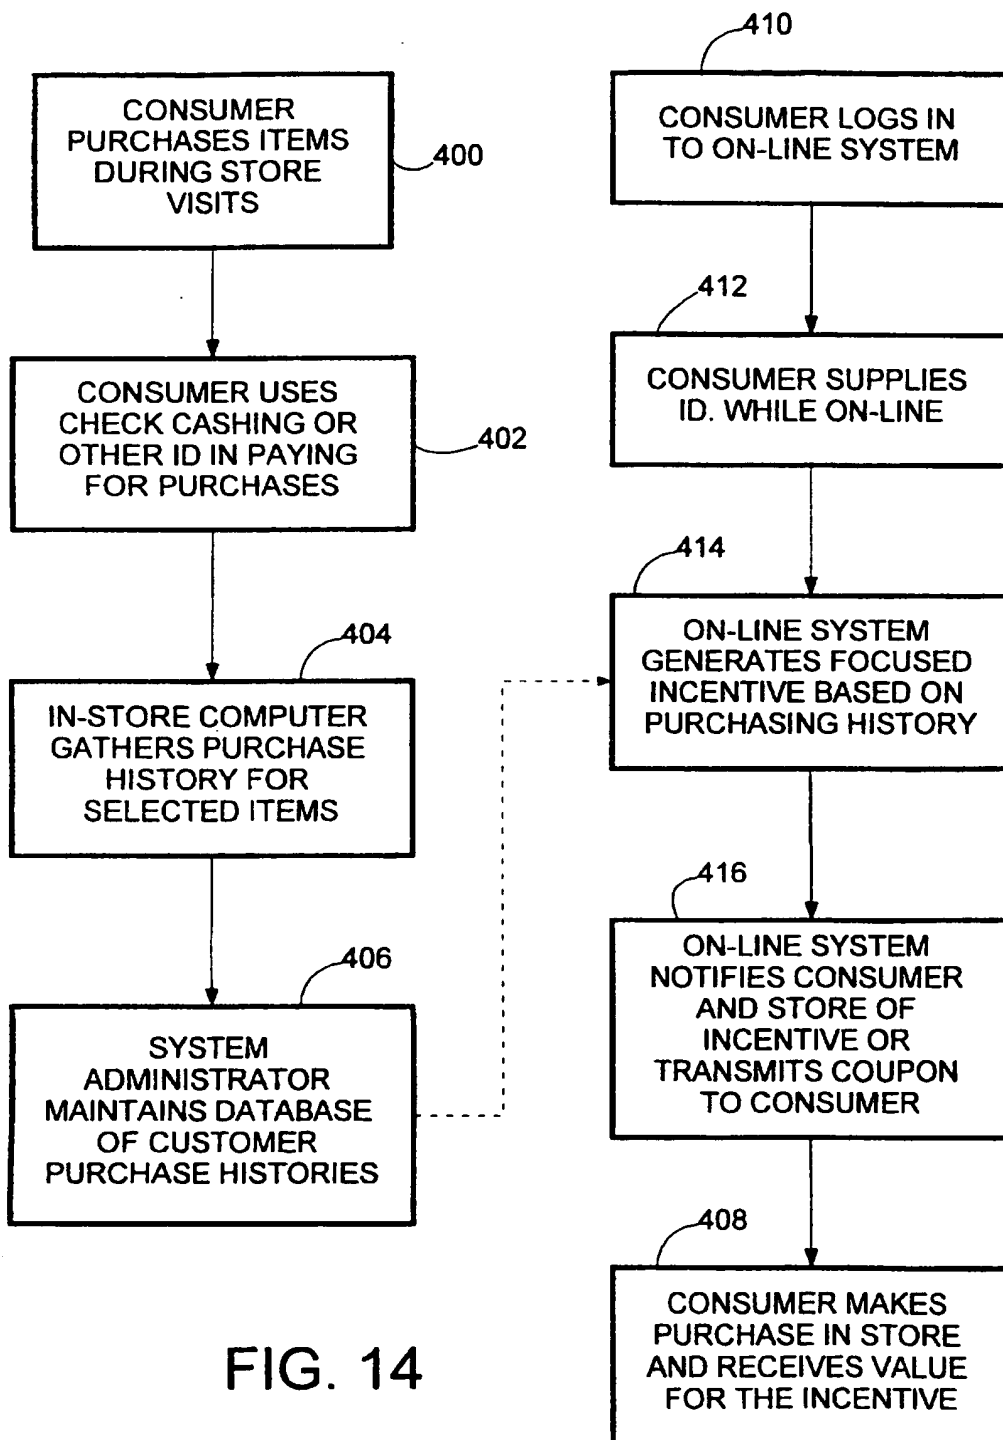 CONSUMER
PURCHASES ITEMS
DURING STORE
VISITS
400
CONSUMER USES
CHECK CASHING OR
OTHER ID IN PAYING
FOR PURCHASES
402
404
IN-STORE COMPUTER
GATHERS PURCHASE
HISTORY FOR
SELECTED ITEMS
406
SYSTEM
ADMINISTRATOR
MAINTAINS DATABASE
OF CUSTOMER
PURCHASE HISTORIES
410
CONSUMER LOGS IN
TO ON-LINE SYSTEM
412
CONSUMER SUPPLIES
ID. WHILE ON-LINE
414
ON-LINE SYSTEM
GENERATES FOCUSED
INCENTIVE BASED ON
PURCHASING HISTORY
416
ON-LINE SYSTEM
NOTIFIES CONSUMER
AND STORE OF
INCENTIVE OR
TRANSMITS COUPON
TO CONSUMER
408
CONSUMER MAKES
PURCHASE IN STORE
AND RECEIVES VALUE
FOR THE INCENTIVE
FIG. 14